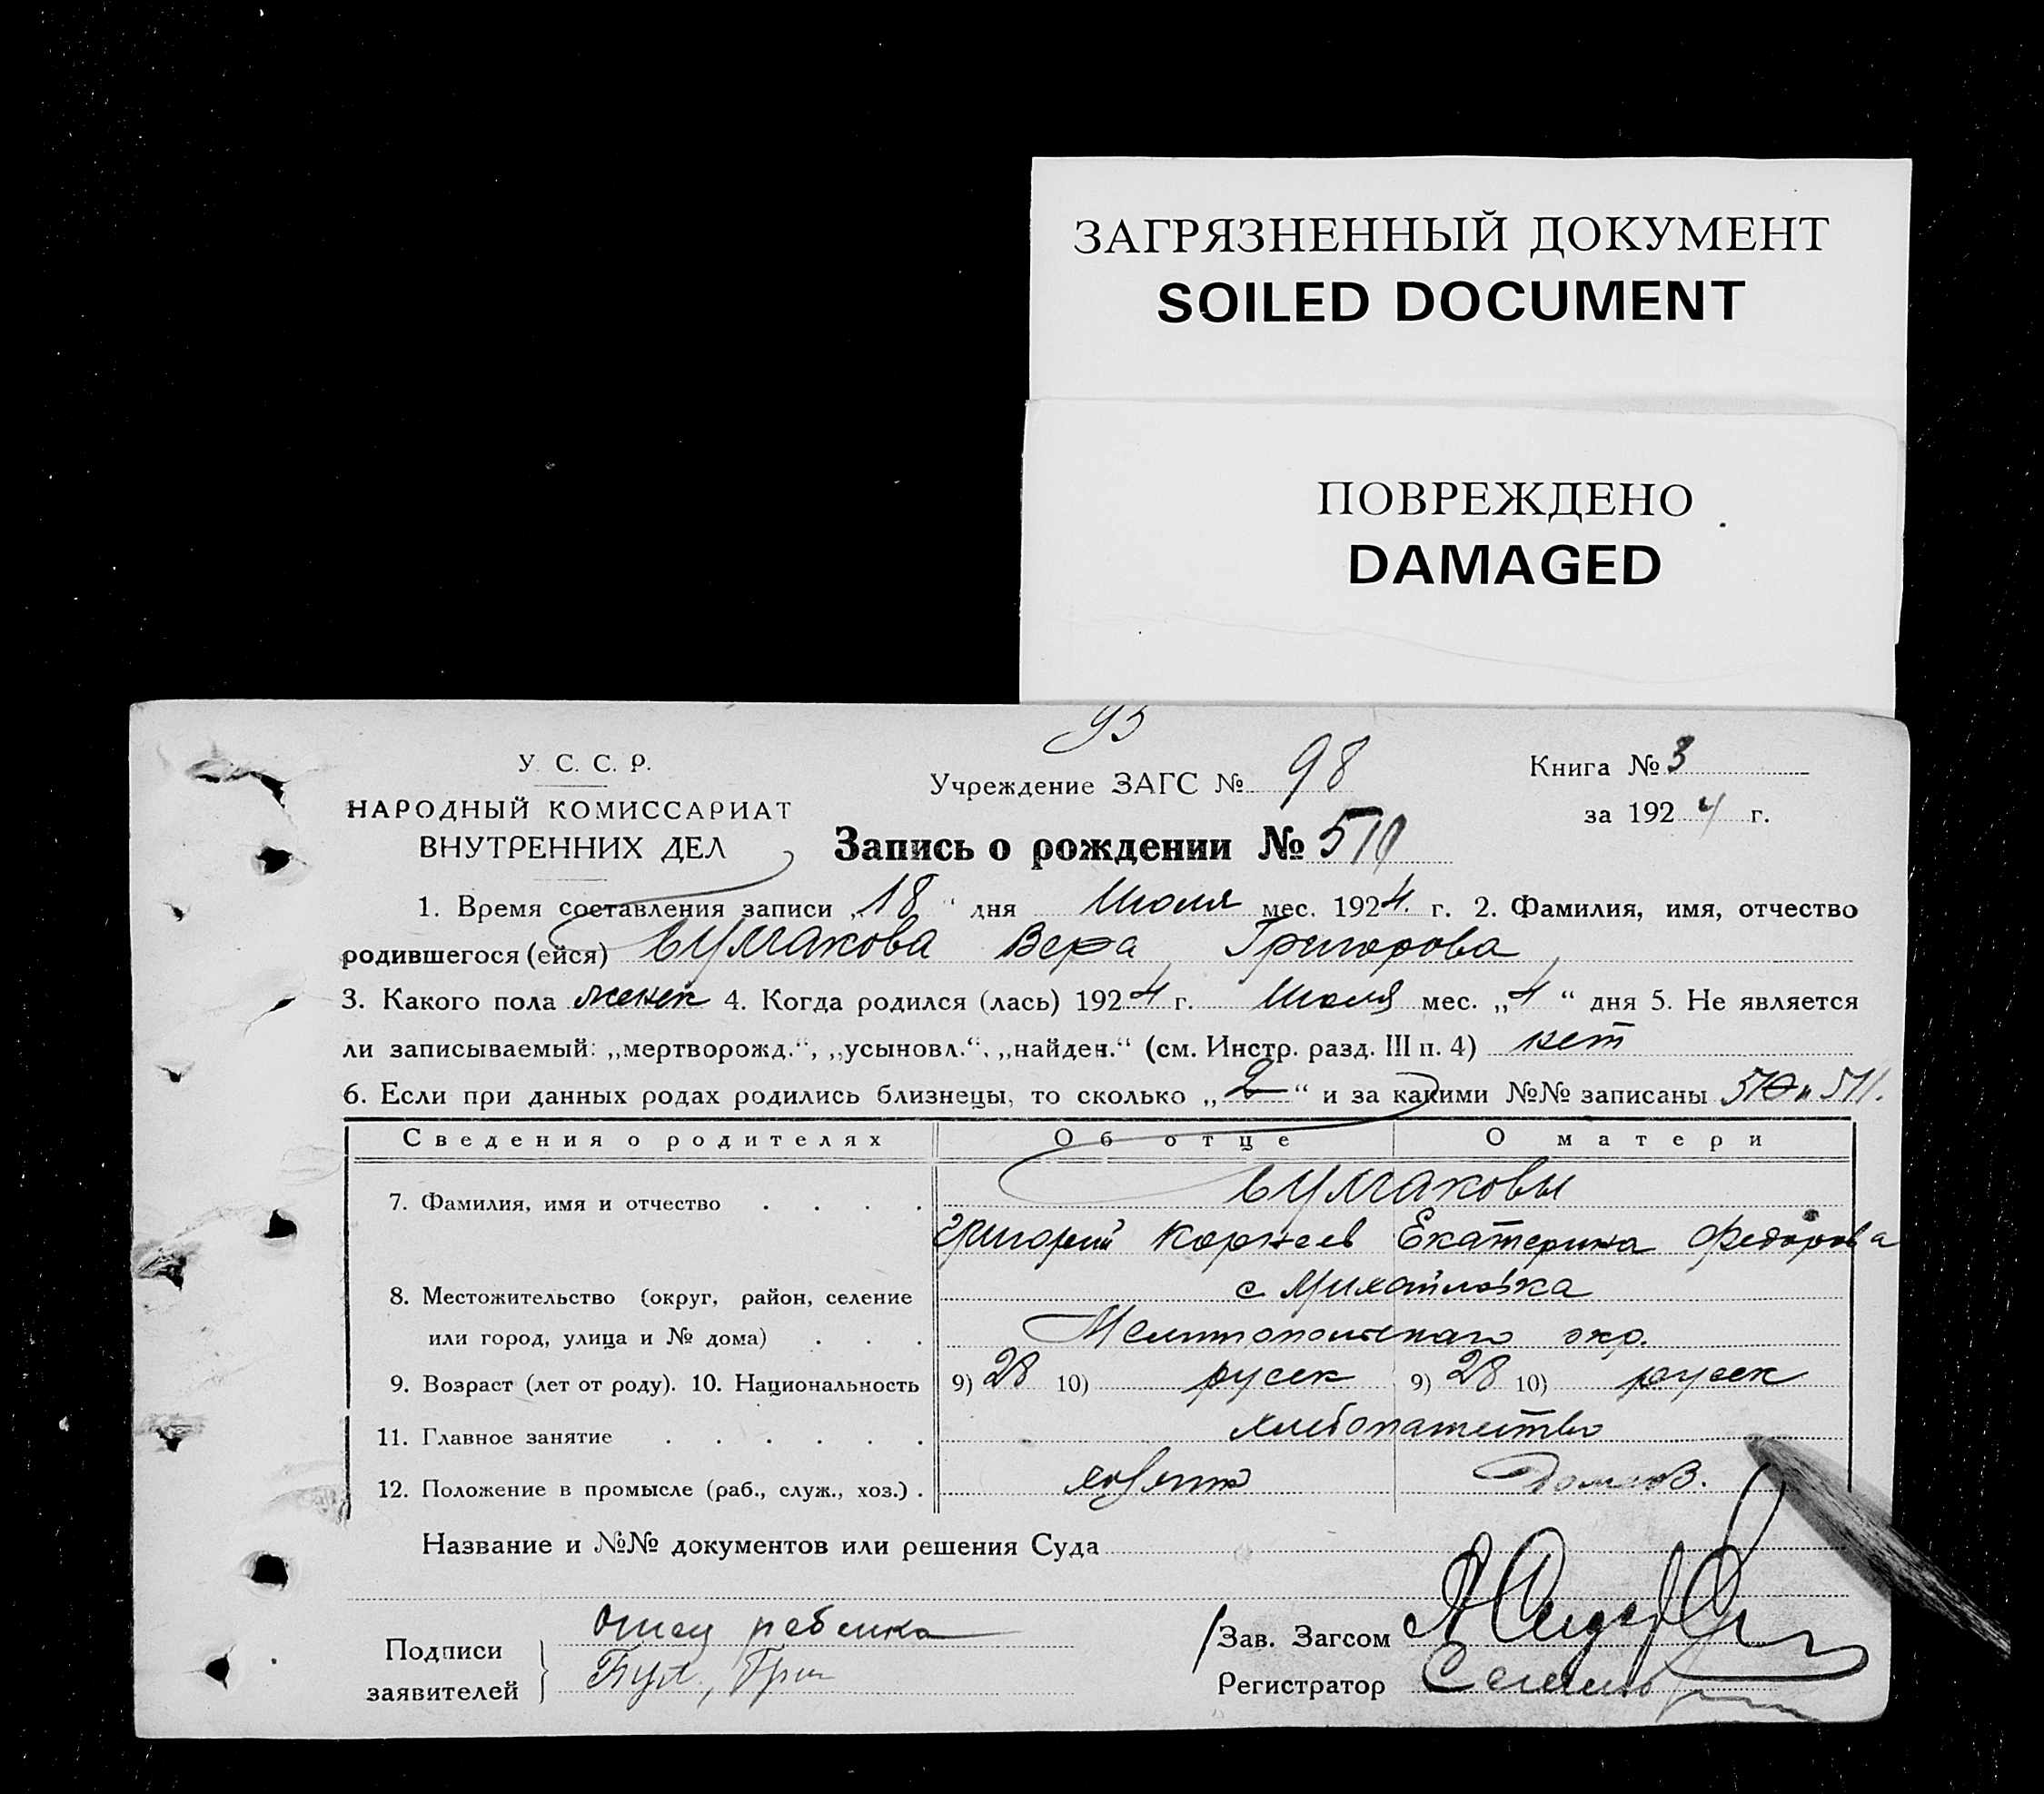 ЗАГРЯЗНЕННЫЙ ДОКУМЕНТ
SOILED DOCUMENT
ПОВРЕЖДЕНО
DAMAGED
95
У. С. С. Р.
НАРОДНЫЙ КОМИССАРИАТ
ВНУТРЕННИХ ДЕЛ
Учреждение ЗАГС № 98
Книга № 3
за 1924 г.
Запись о рождении № 510
1. Время составления записи „18“ дня Июля мес. 1924 г. 2. Фамилия, имя, отчество
родившегося (ейся) Булгакова Вера Григорова
3. Какого пола женск 4. Когда родился (лась) 1924 г. Июля мес. „4“ дня 5. Не является
ли записываемый: „мертворожд.“, „усыновл.“, „найден.“ (см. Инстр. разд. III п. 4) нет
6. Если при данных родах родились близнецы, то сколько „2“ и за какими №№ записаны 510 и 511.
Сведения о родителях Об отце О матери
7. Фамилия, имя и отчество . . . . Булгаковы
Григорий Корнеев Екатерина Федорова
8. Местожительство (округ, район, селение с Михайловка
или город, улица и № дома) . . . Мелитопольскаго окр.
9. Возраст (лет от роду). 10. Национальность 9) 28 10) русск 9) 28 10) русск
11. Главное занятие . . . . . . хлебопашество
12. Положение в промысле (раб., служ., хоз.) . хозяин Домохоз.
Название и №№ документов или решения Суда
Подписи
заявителей
Отец ребенка
Булг, Гри
Зав. Загсом
Регистратор